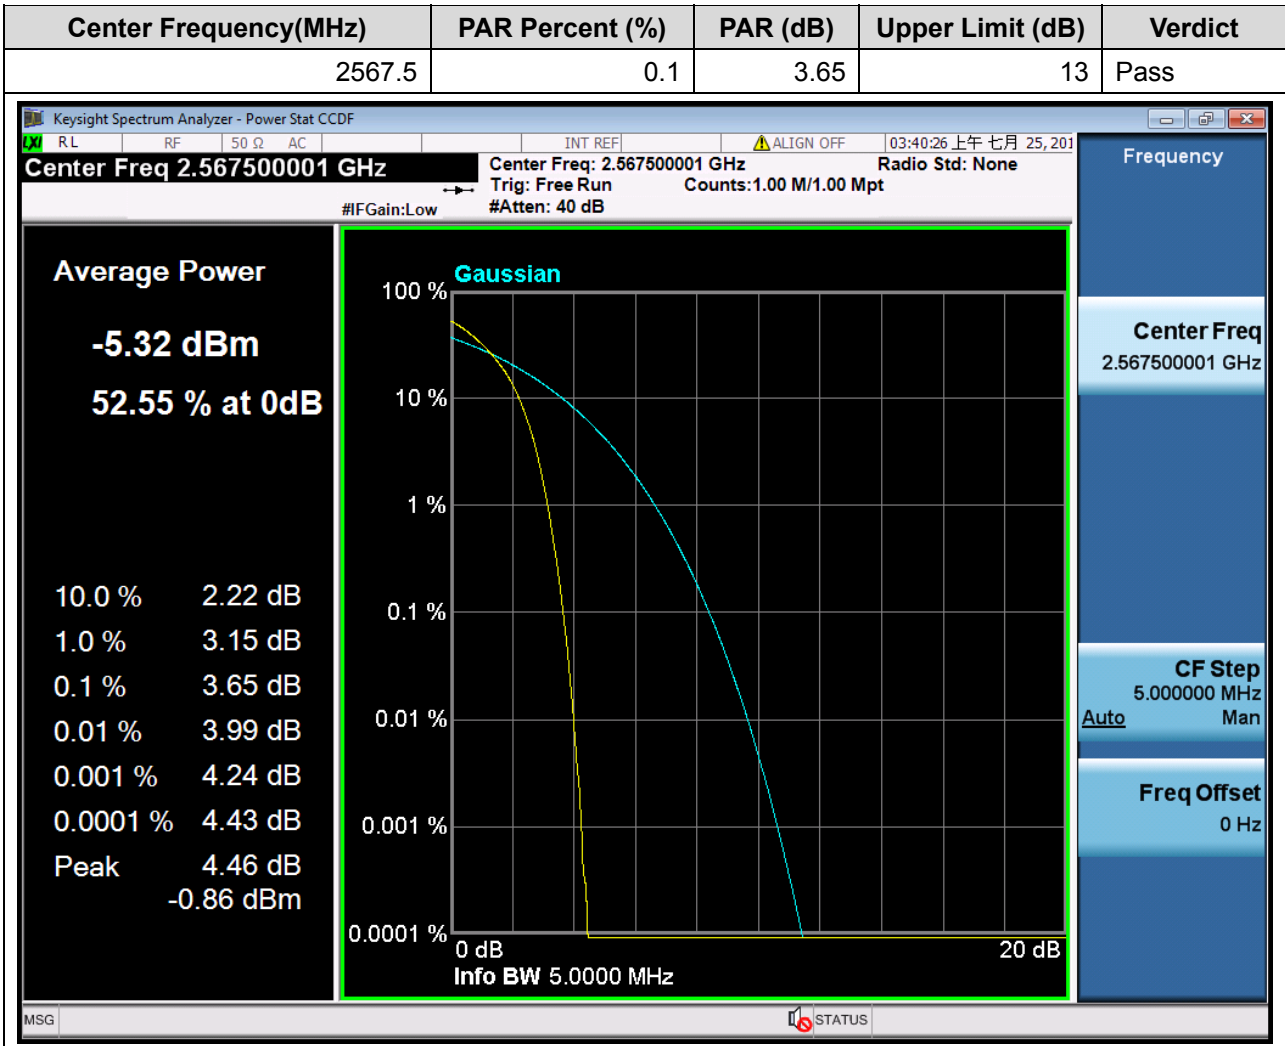 Center Frequency(MHz) PAR Percent (%) PAR (dB) Upper Limit (dB) Verdict
2567.5 0.1 3.65 13 Pass
Keysight Spectrum Analyzer - Power Stat CCDF
LXI RL RF 50 Ω AC INT REF ALIGN OFF 03:40:26 上午 七月 25, 201
Center Freq 2.567500001 GHz
#IFGain:Low
Center Freq: 2.567500001 GHz Radio Std: None
Trig: Free Run Counts:1.00 M/1.00 Mpt
#Atten: 40 dB
Average Power
-5.32 dBm
52.55 % at 0dB
10.0 % 2.22 dB
1.0 % 3.15 dB
0.1 % 3.65 dB
0.01 % 3.99 dB
0.001 % 4.24 dB
0.0001 % 4.43 dB
Peak 4.46 dB
-0.86 dBm
Gaussian
100 %
10 %
1 %
0.1 %
0.01 %
0.001 %
0.0001 %
0 dB 20 dB
Info BW 5.0000 MHz
Frequency
Center Freq
2.567500001 GHz
CF Step
5.000000 MHz
Auto Man
Freq Offset
0 Hz
MSG STATUS